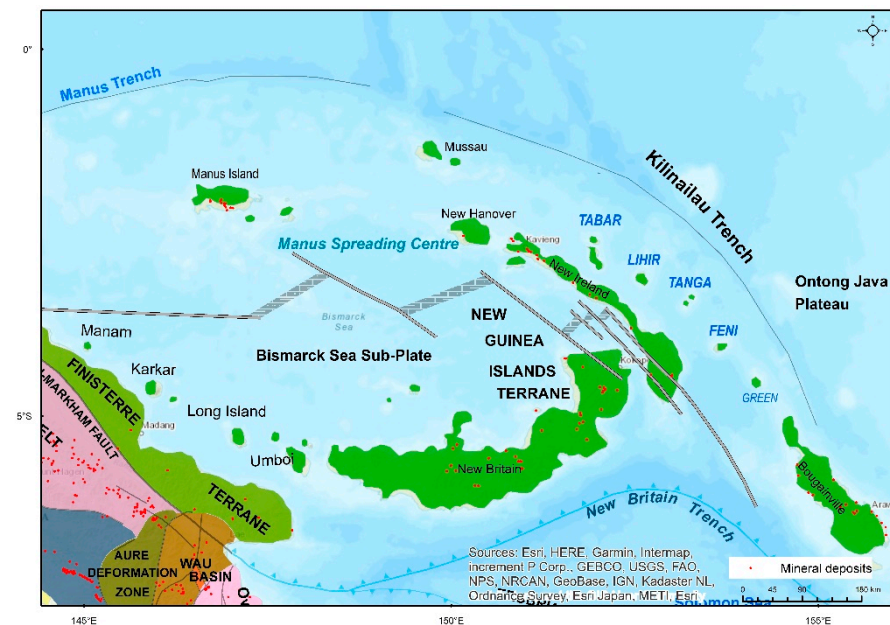 0°
Manus Trench
Mussau
Manus Island
Kilinailau Trench
New Hanover
TABAR
Kavieng
Manus Spreading Centre
LIHIR
New Ireland
TANGA
Ontong Java
Plateau
NEW
Bismarck
Sea
FENI
Manam
GUINEA
Bismarck Sea Sub-Plate
Kokopo
ISLANDS
TERRANE
Karkar
GREEN
FINISTERRE
Long Island
5°S
-MARKHAM FAULT
Madang
Umboi
New Britain
Bougainville
TERRANE
New Britain Trench
AURE
DEFORMATION
ZONE
WAU
BASIN
Sources: Esri, HERE, Garmin, Intermap,
increment P Corp., GEBCO, USGS, FAO,
NPS, NRCAN, GeoBase, IGN, Kadaster NL,
Ordnance Survey, Esri Japan, METI, Esri
Mineral deposits
0 45 90 180 km
Solomon Sea
145°E
150°E
155°E